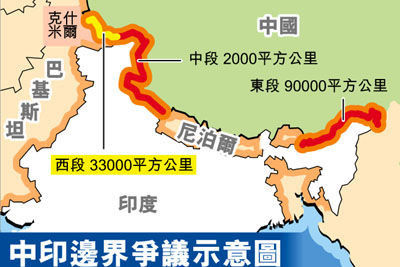 克什
米爾
中國
中段 2000平方公里
東段 90000平方公里
巴基斯坦
尼泊爾
西段 33000平方公里
印度
中印邊界爭議示意圖